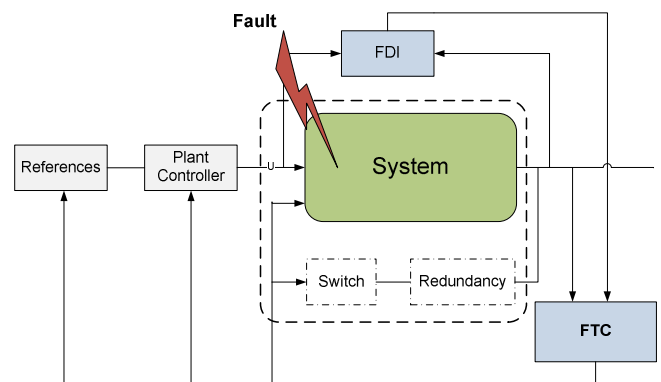 Fault
FDI
References
Plant
Controller
U
System
Switch
Redundancy
FTC